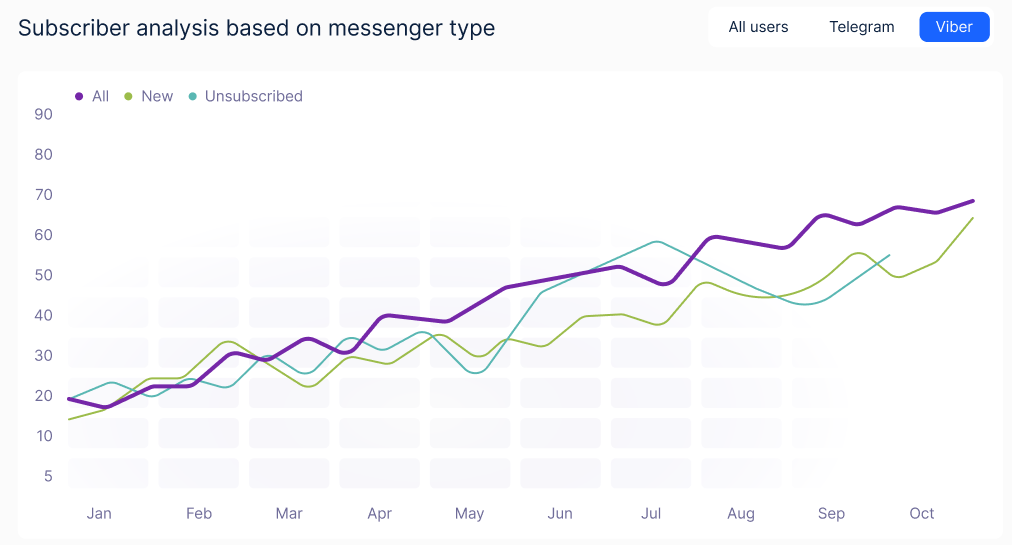 Subscriber analysis based on messenger type
All users Telegram Viber
All New Unsubscribed
90
80
70
60
50
40
30
20
10
5
Jan Feb Mar Apr May Jun Jul Aug Sep Oct